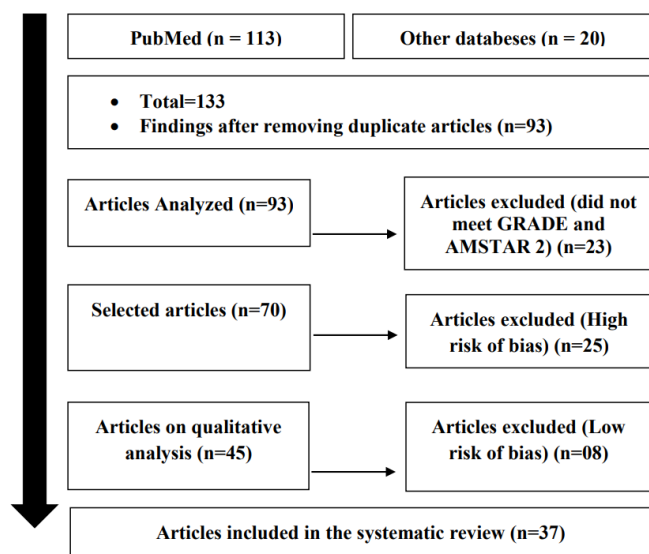 PubMed (n = 113)
Other databeses (n = 20)
• Total=133
• Findings after removing duplicate articles (n=93)
Articles Analyzed (n=93)
Articles excluded (did not
meet GRADE and
AMSTAR 2) (n=23)
Selected articles (n=70)
Articles excluded (High
risk of bias) (n=25)
Articles on qualitative
analysis (n=45)
Articles excluded (Low
risk of bias) (n=08)
Articles included in the systematic review (n=37)